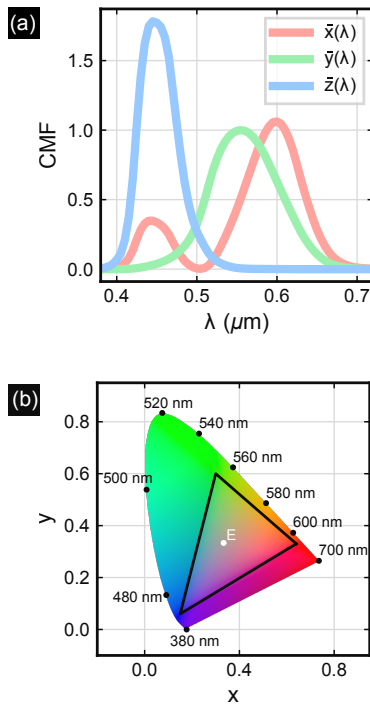 (a)
x̄(λ)
ȳ(λ)
z̄(λ)
CMF
1.5
1.0
0.5
0.0
0.4 0.5 0.6 0.7
λ (μm)
(b)
520 nm
540 nm
560 nm
500 nm
580 nm
600 nm
700 nm
E
480 nm
380 nm
y
0.8
0.6
0.4
0.2
0.0
0.0 0.4 0.8
x